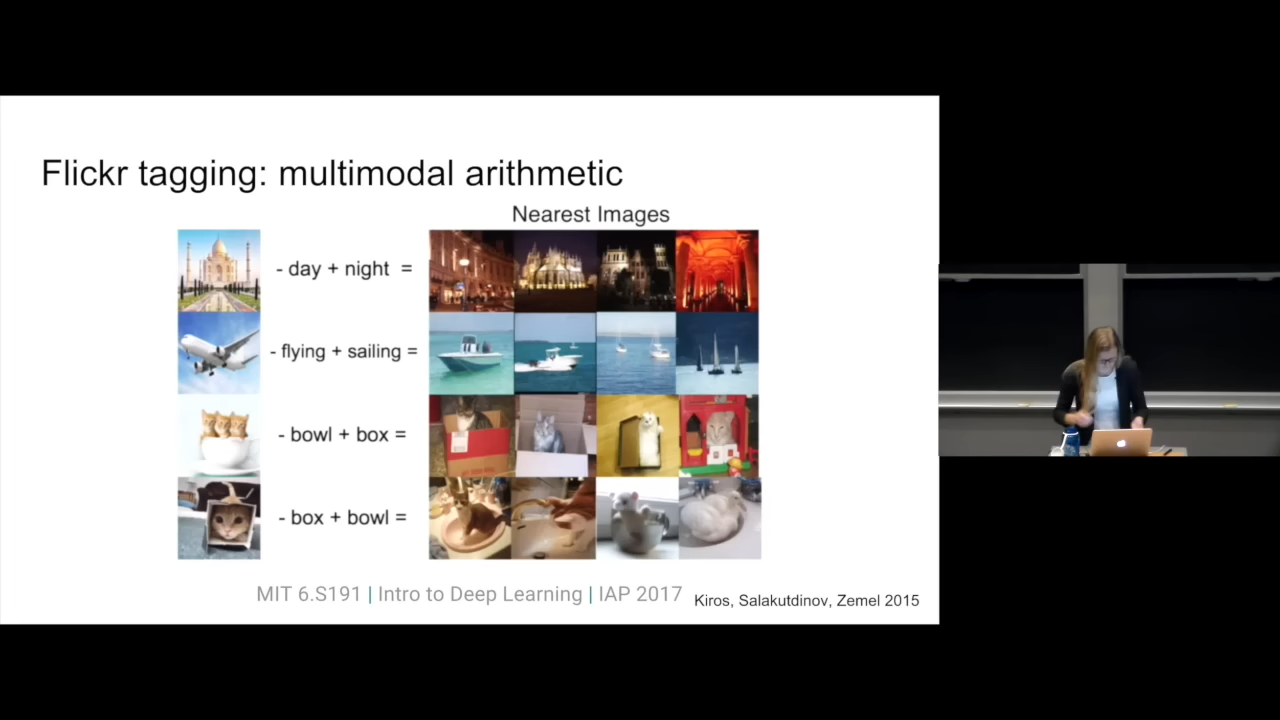 Flickr tagging: multimodal arithmetic
Nearest Images
- day + night =
- flying + sailing =
- bowl + box =
- box + bowl =
MIT 6.S191 | Intro to Deep Learning | IAP 2017
Kiros, Salakutdinov, Zemel 2015